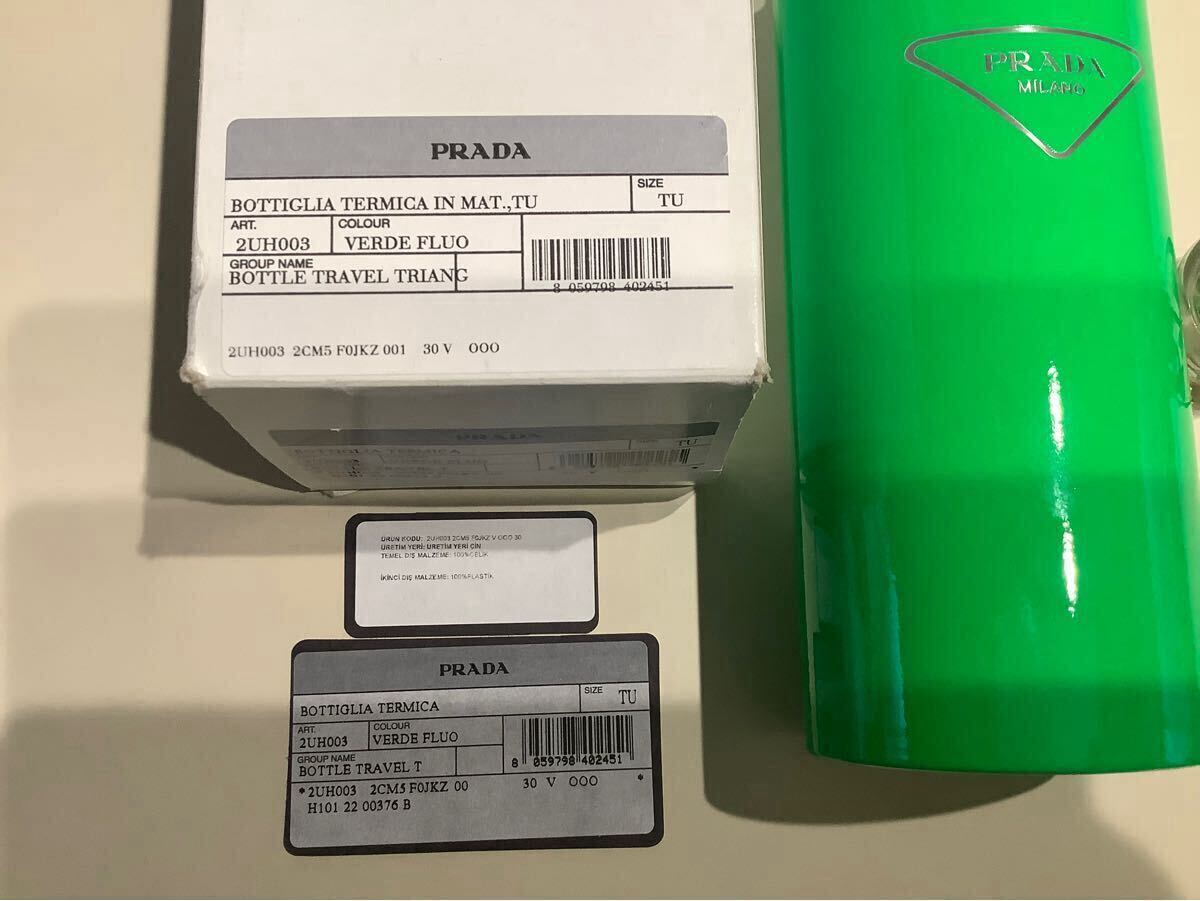 PRADA
BOTTIGLIA TERMICA IN MAT.,TU
SIZE
TU
ART.
2UH003
COLOUR
VERDE FLUO
GROUP NAME
BOTTLE TRAVEL TRIANG
8 059798 402451
2UH003 2CM5 F0JKZ 001 30 V OOO
PRADA
MILANO
PRADA
BOTTIGLIA TERMICA
SIZE
TU
ÜRÜN KODU: 2UH003 2CM5 F0JKZ V OOO 30
ÜRETİM YERİ: ÜRETİM YERİ ÇİN
TEMEL DIŞ MALZEME: 100%ÇELİK
İKİNCİ DIŞ MALZEME: 100%PLASTİK
PRADA
BOTTIGLIA TERMICA
SIZE
TU
ART.
2UH003
COLOUR
VERDE FLUO
GROUP NAME
BOTTLE TRAVEL T
8 059798 402451
* 2UH003 2CM5 F0JKZ 00 30 V OOO *
H101 22 00376 B